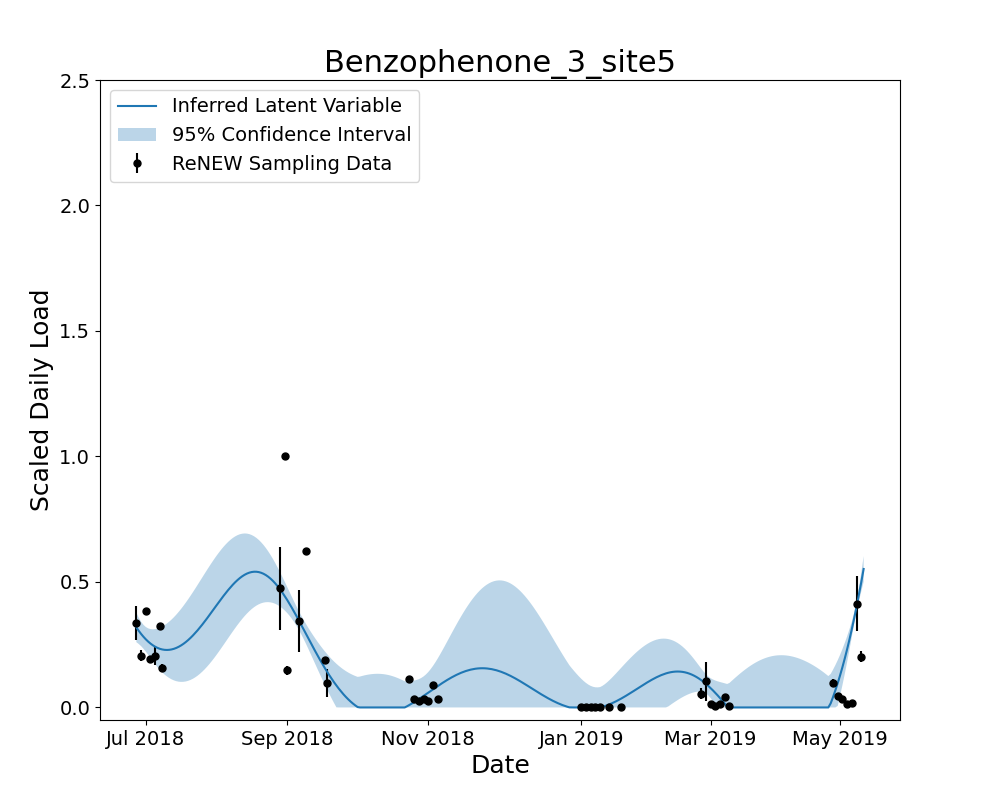 Benzophenone_3_site5
Inferred Latent Variable
95% Confidence Interval
ReNEW Sampling Data
Scaled Daily Load
2.5
2.0
1.5
1.0
0.5
0.0
Jul 2018 Sep 2018 Nov 2018 Jan 2019 Mar 2019 May 2019
Date